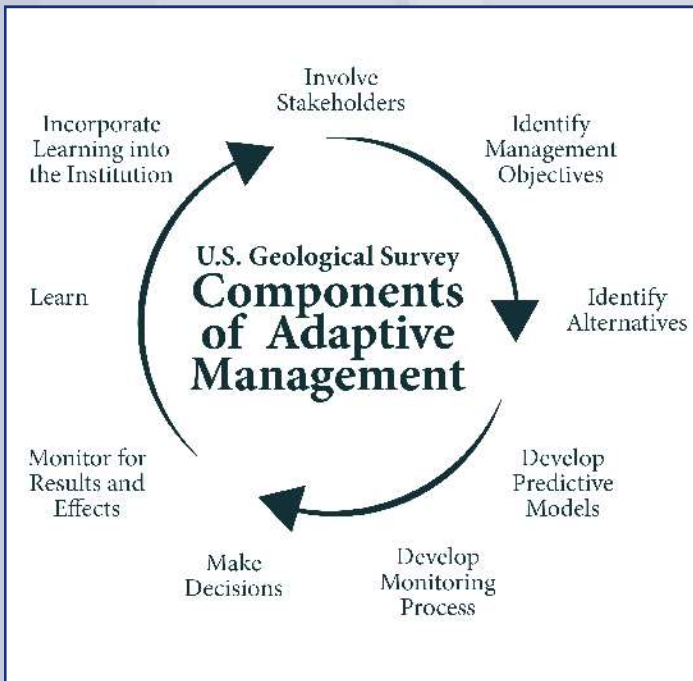 Involve
Stakeholders
Identify
Management
Objectives
Identify
Alternatives
Develop
Predictive
Models
Develop
Monitoring
Process
Make
Decisions
Monitor for
Results and
Effects
Learn
Incorporate
Learning into
the Institution
U.S. Geological Survey
Components
of Adaptive
Management